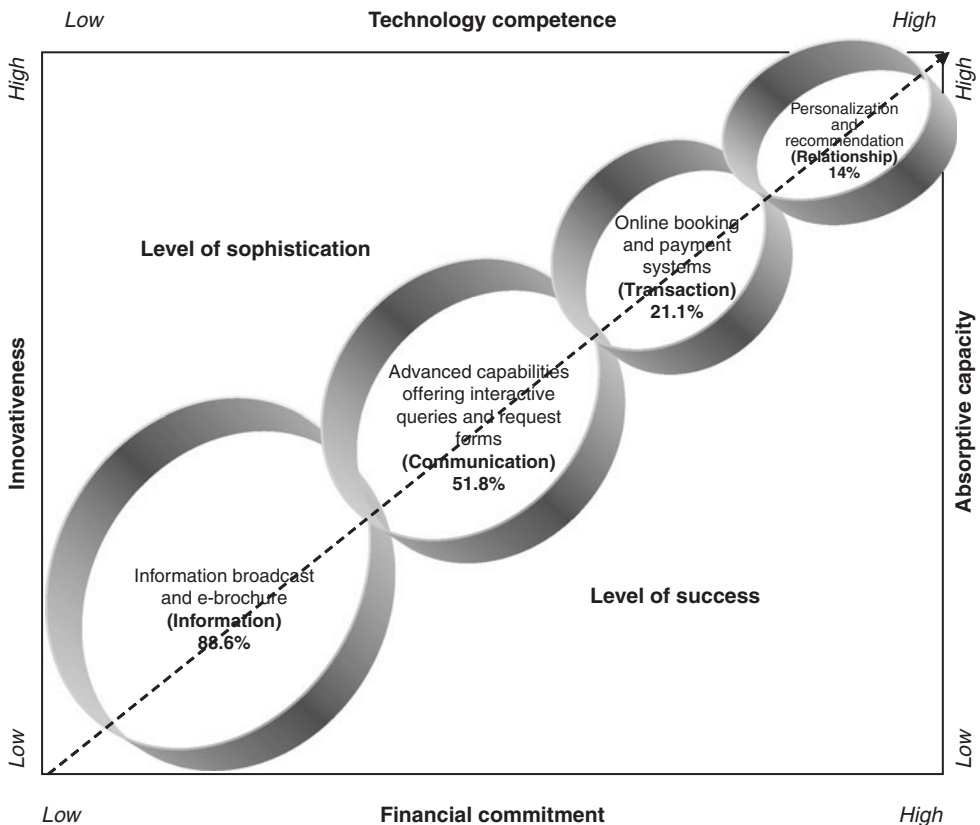 Low Technology competence High
High
High
Personalization
and
recommendation
(Relationship)
14%
Online booking
and payment
systems
(Transaction)
21.1%
Level of sophistication
Advanced capabilities
offering interactive
queries and request
forms
(Communication)
51.8%
Innovativeness
Absorptive capacity
Information broadcast
and e-brochure
(Information)
88.6%
Level of success
Low
Low
Low Financial commitment High